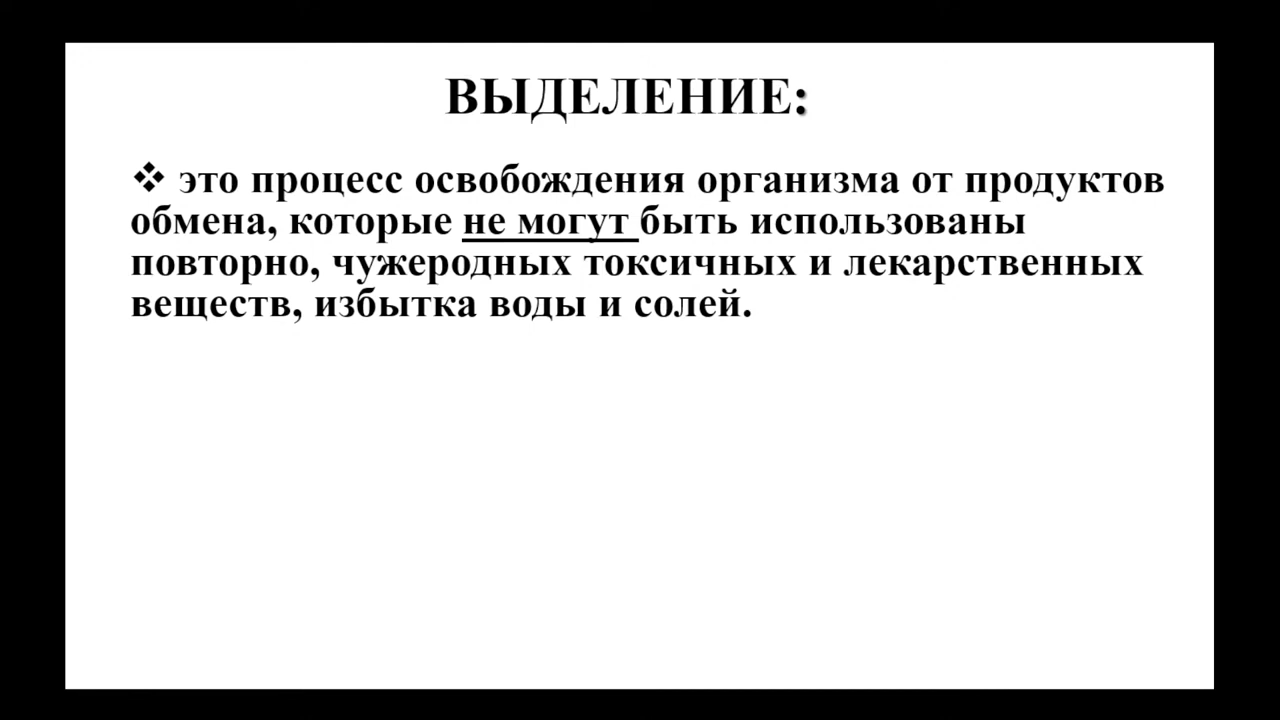 ВЫДЕЛЕНИЕ:
❖ это процесс освобождения организма от продуктов
обмена, которые не могут быть использованы
повторно, чужеродных токсичных и лекарственных
веществ, избытка воды и солей.